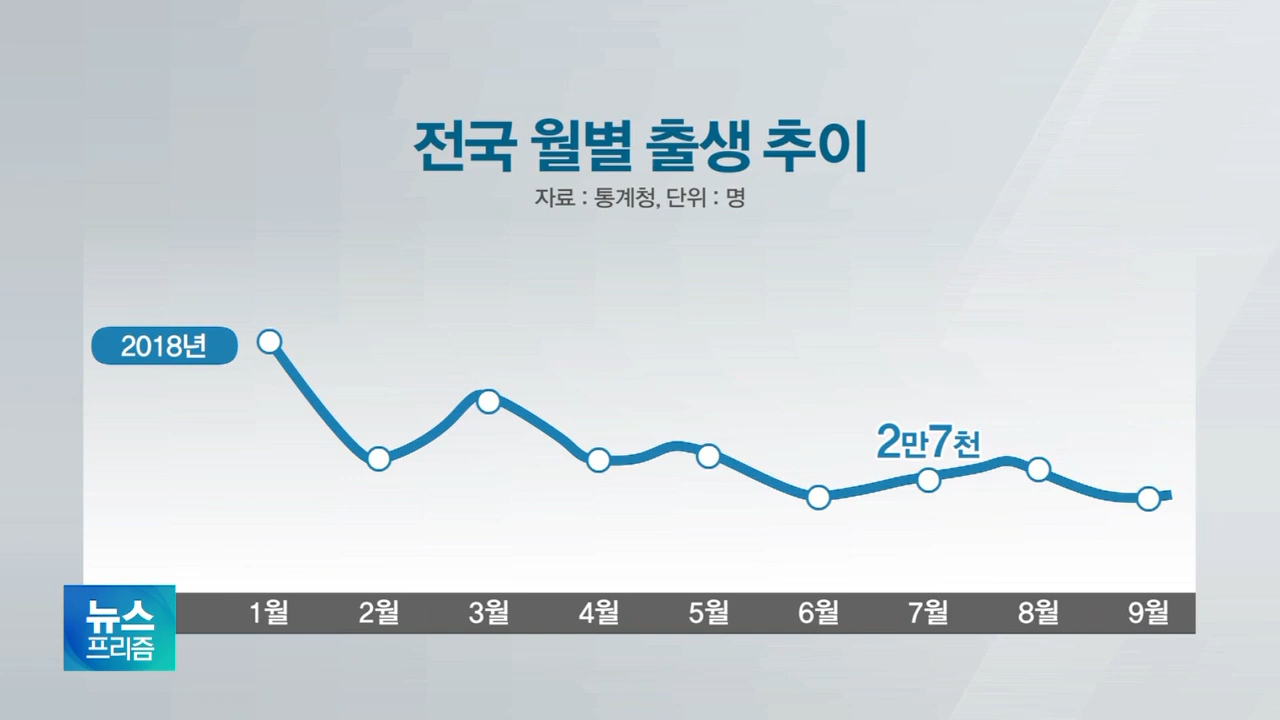 전국 월별 출생 추이
자료 : 통계청, 단위 : 명
2018년
2만7천
1월 2월 3월 4월 5월 6월 7월 8월 9월
뉴스
프리즘